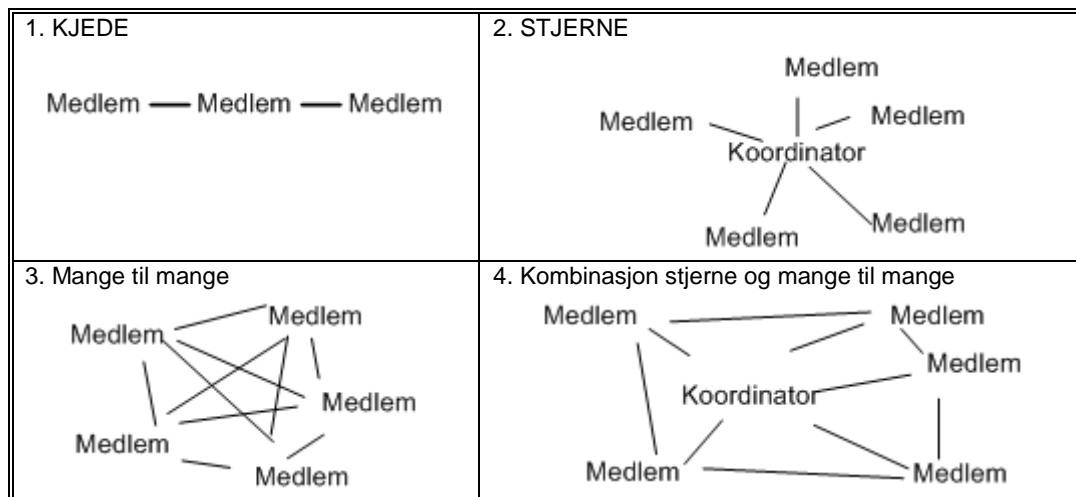 1. KJEDE
Medlem Medlem Medlem
2. STJERNE
Medlem
Medlem
Medlem
Koordinator
Medlem
Medlem
3. Mange til mange
Medlem
Medlem
Medlem
Medlem
Medlem
4. Kombinasjon stjerne og mange til mange
Medlem
Medlem
Medlem
Koordinator
Medlem
Medlem